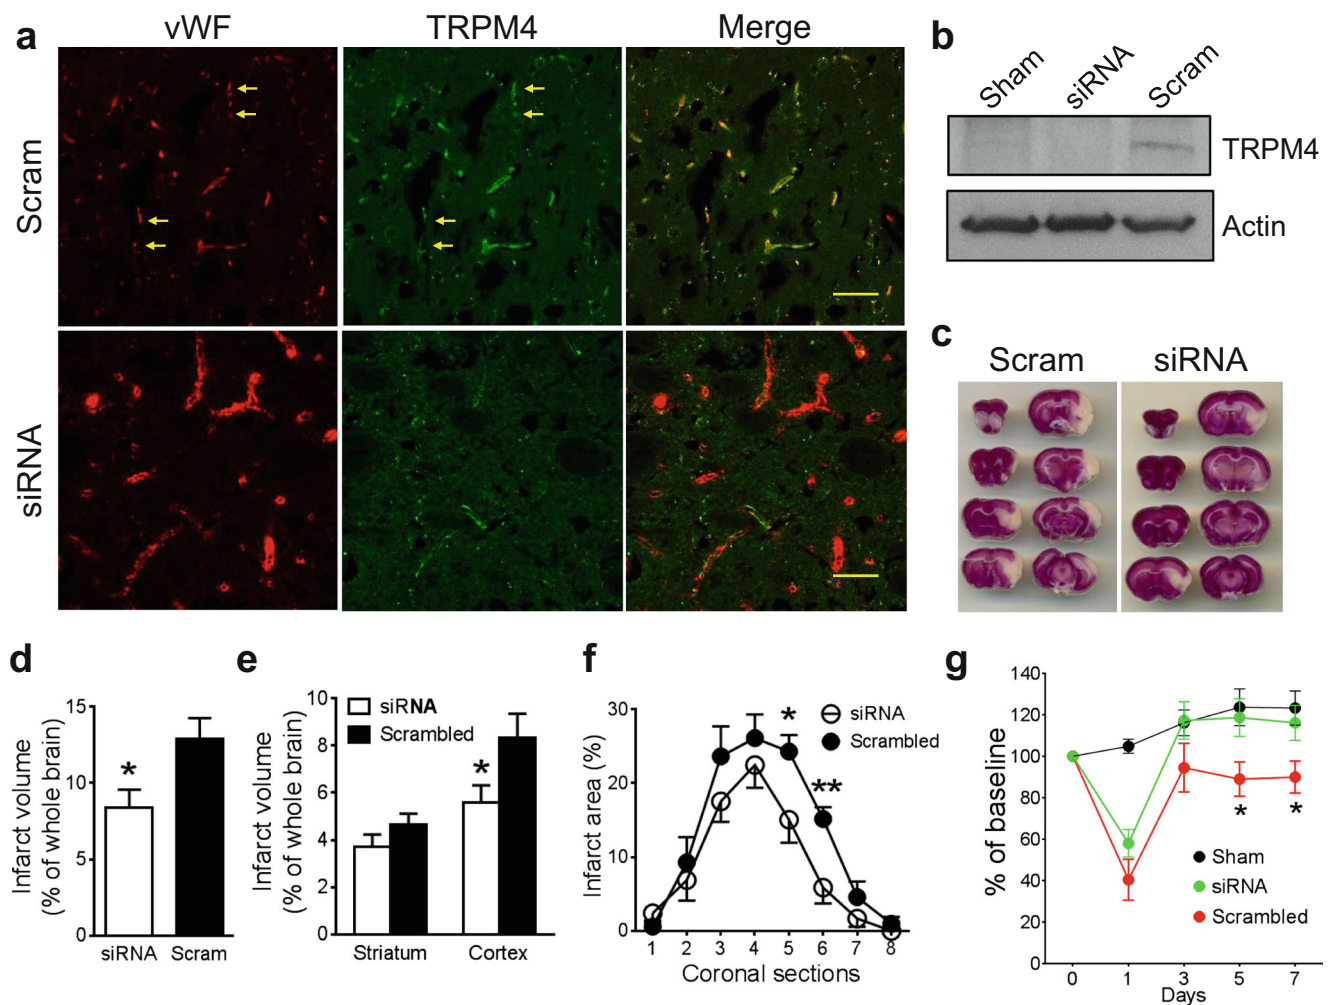 a
vWF
TRPM4
Merge
Scram
siRNA
b
Sham
siRNA
Scram
TRPM4
Actin
c
Scram
siRNA
d
Infarct volume
(% of whole brain)
15
10
5
0
*
siRNA
Scram
e
Infarct volume
(% of whole brain)
10
8
6
4
2
0
siRNA
Scrambled
*
Striatum
Cortex
f
Infarct area (%)
30
20
10
0
siRNA
Scrambled
*
**
1 2 3 4 5 6 7 8
Coronal sections
g
% of baseline
140
120
100
80
60
40
20
0
Sham
siRNA
Scrambled
*
*
0 1 3 5 7
Days